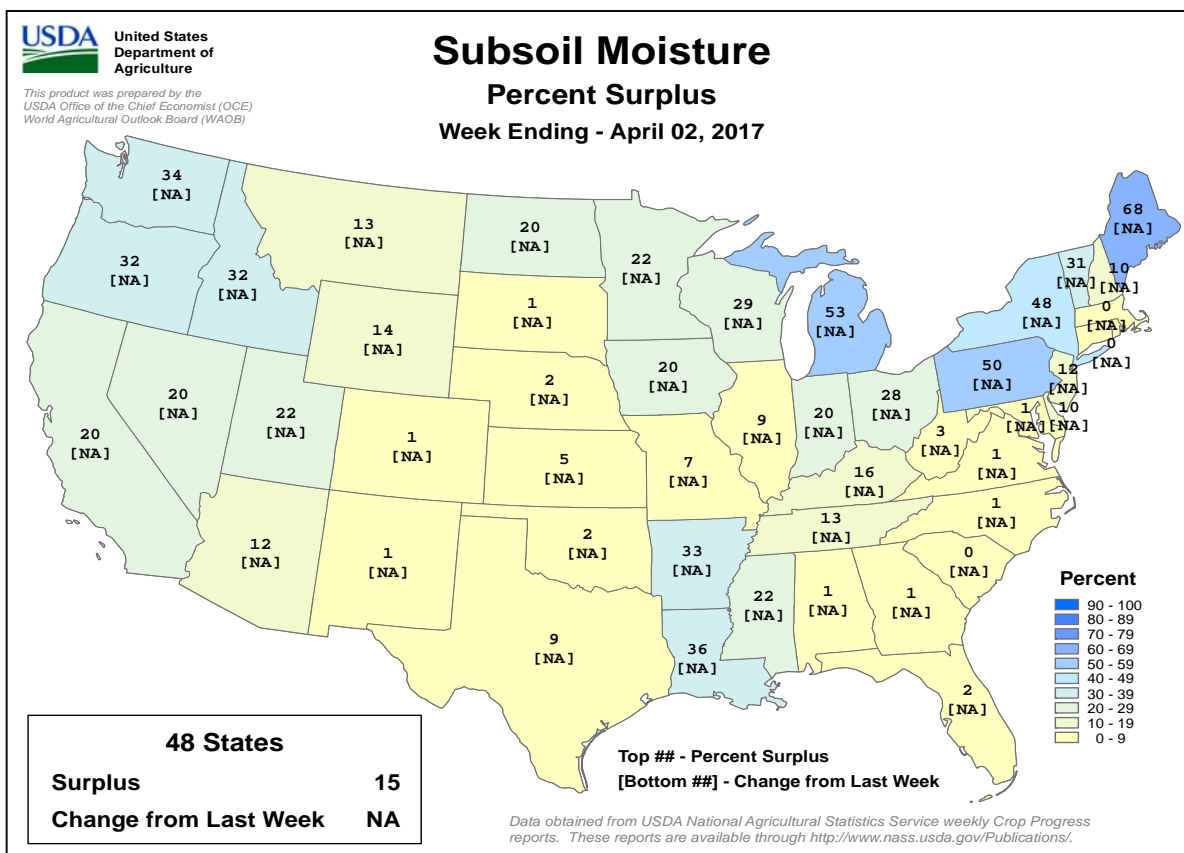 USDA
United States
Department of
Agriculture
This product was prepared by the
USDA Office of the Chief Economist (OCE)
World Agricultural Outlook Board (WAOB)
Subsoil Moisture
Percent Surplus
Week Ending - April 02, 2017
34
[NA]
32
[NA]
32
[NA]
13
[NA]
14
[NA]
20
[NA]
20
[NA]
22
[NA]
12
[NA]
1
[NA]
1
[NA]
20
[NA]
1
[NA]
2
[NA]
5
[NA]
2
[NA]
9
[NA]
22
[NA]
20
[NA]
7
[NA]
33
[NA]
36
[NA]
29
[NA]
9
[NA]
53
[NA]
20
[NA]
28
[NA]
16
[NA]
13
[NA]
22
[NA]
1
[NA]
1
[NA]
2
[NA]
0
[NA]
1
[NA]
1
[NA]
3
[NA]
1
[NA]
10
[NA]
12
[NA]
50
[NA]
48
[NA]
31
[NA]
10
[NA]
68
[NA]
0
[NA]
0
[NA]
Percent
90 - 100
80 - 89
70 - 79
60 - 69
50 - 59
40 - 49
30 - 39
20 - 29
10 - 19
0 - 9
48 States
Surplus 15
Change from Last Week NA
Top ## - Percent Surplus
[Bottom ##] - Change from Last Week
Data obtained from USDA National Agricultural Statistics Service weekly Crop Progress
reports. These reports are available through http://www.nass.usda.gov/Publications/.